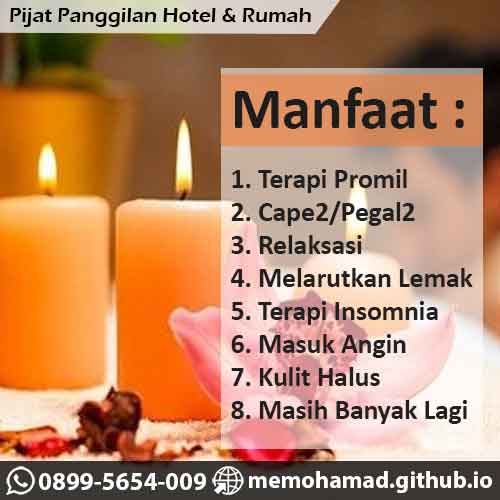 Pijat Panggilan Hotel & Rumah
Manfaat :
1. Terapi Promil
2. Cape2/Pegal2
3. Relaksasi
4. Melarutkan Lemak
5. Terapi Insomnia
6. Masuk Angin
7. Kulit Halus
8. Masih Banyak Lagi
0899-5654-009 memohamad.github.io